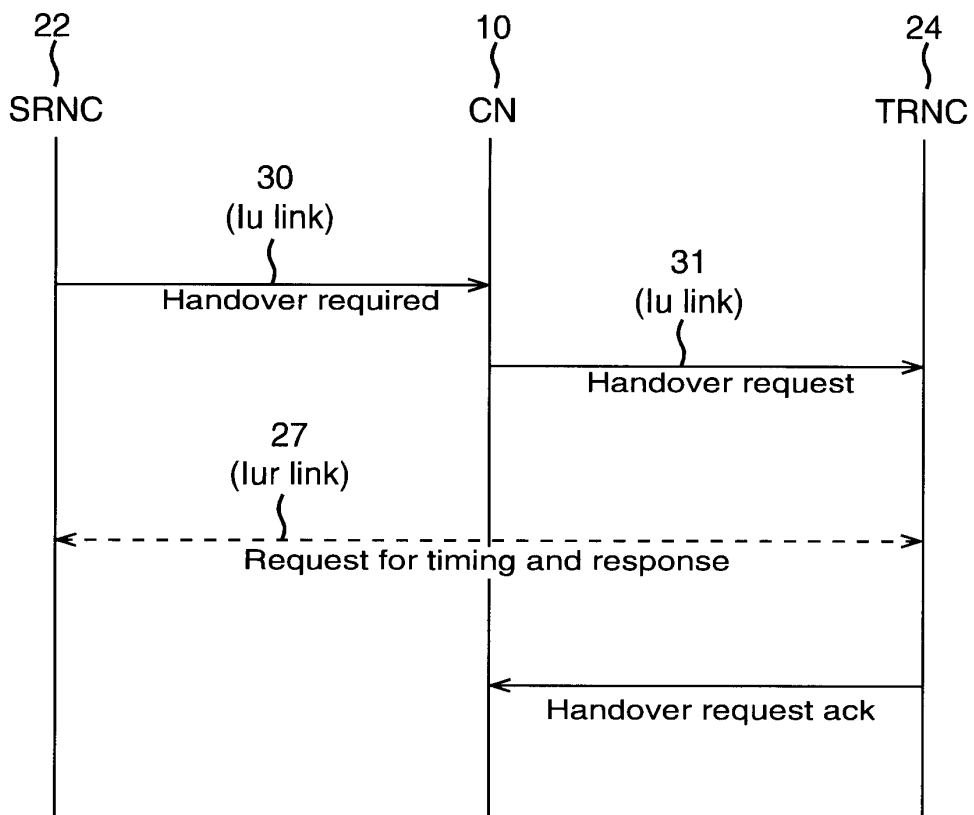 22
10
24
SRNC
CN
TRNC
30
(Iu link)
Handover required
31
(Iu link)
Handover request
27
(Iur link)
Request for timing and response
Handover request ack